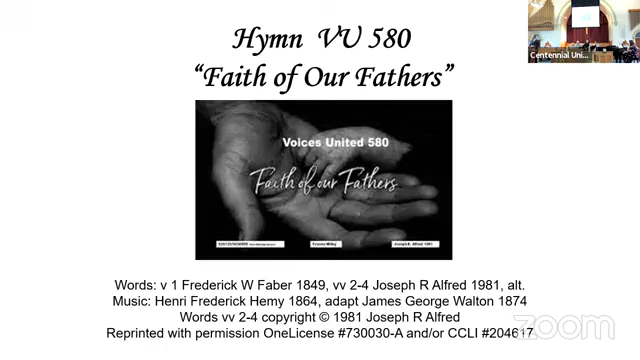 Hymn VU 580
“Faith of Our Fathers”
Centennial Uni...
Voices United 580
Faith of our Fathers
Joseph R. Alfred 1981
Words: v 1 Frederick W Faber 1849, vv 2-4 Joseph R Alfred 1981, alt.
Music: Henri Frederick Hemy 1864, adapt James George Walton 1874
Words vv 2-4 copyright © 1981 Joseph R Alfred
Reprinted with permission OneLicense #730030-A and/or CCLI #204617
zoom